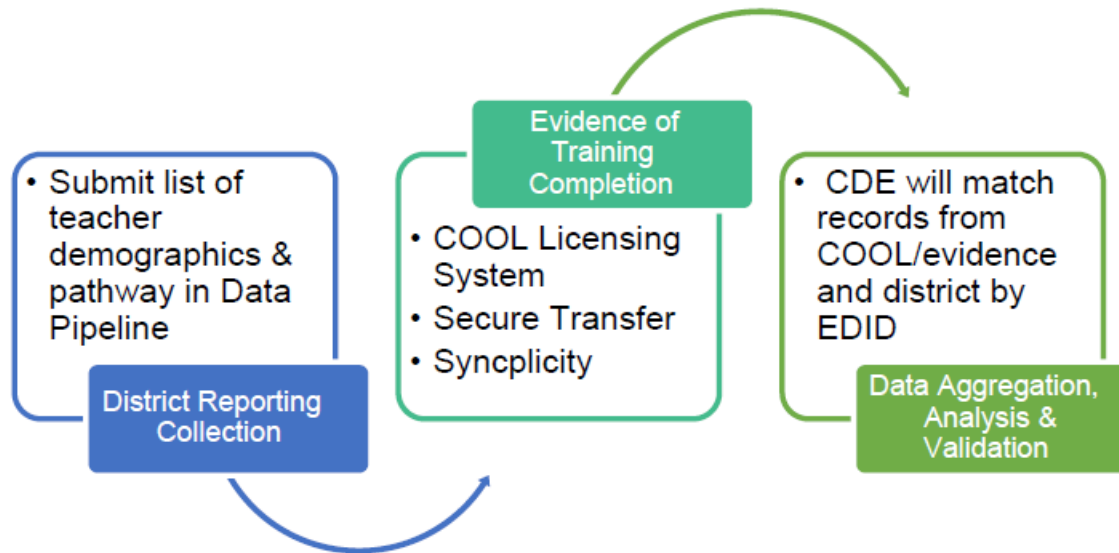 • Submit list of
teacher
demographics &
pathway in Data
Pipeline
District Reporting
Collection
Evidence of
Training
Completion
• COOL Licensing
System
• Secure Transfer
• Syncplicity
• CDE will match
records from
COOL/evidence
and district by
EDID
Data Aggregation,
Analysis &
Validation